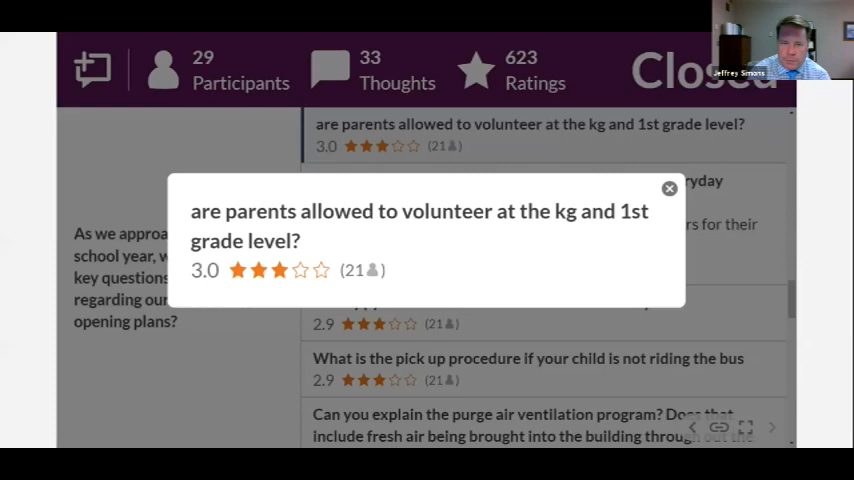 29
Participants
33
Thoughts
623
Ratings
Closed
Jeffrey Simons
are parents allowed to volunteer at the kg and 1st grade level?
3.0 (21)
ryday
rs for their
As we approa
school year, w
key questions
regarding our
opening plans?
are parents allowed to volunteer at the kg and 1st
grade level?
3.0 (21)
2.9 (21)
What is the pick up procedure if your child is not riding the bus
2.9 (21)
Can you explain the purge air ventilation program? Does that
include fresh air being brought into the building through out the